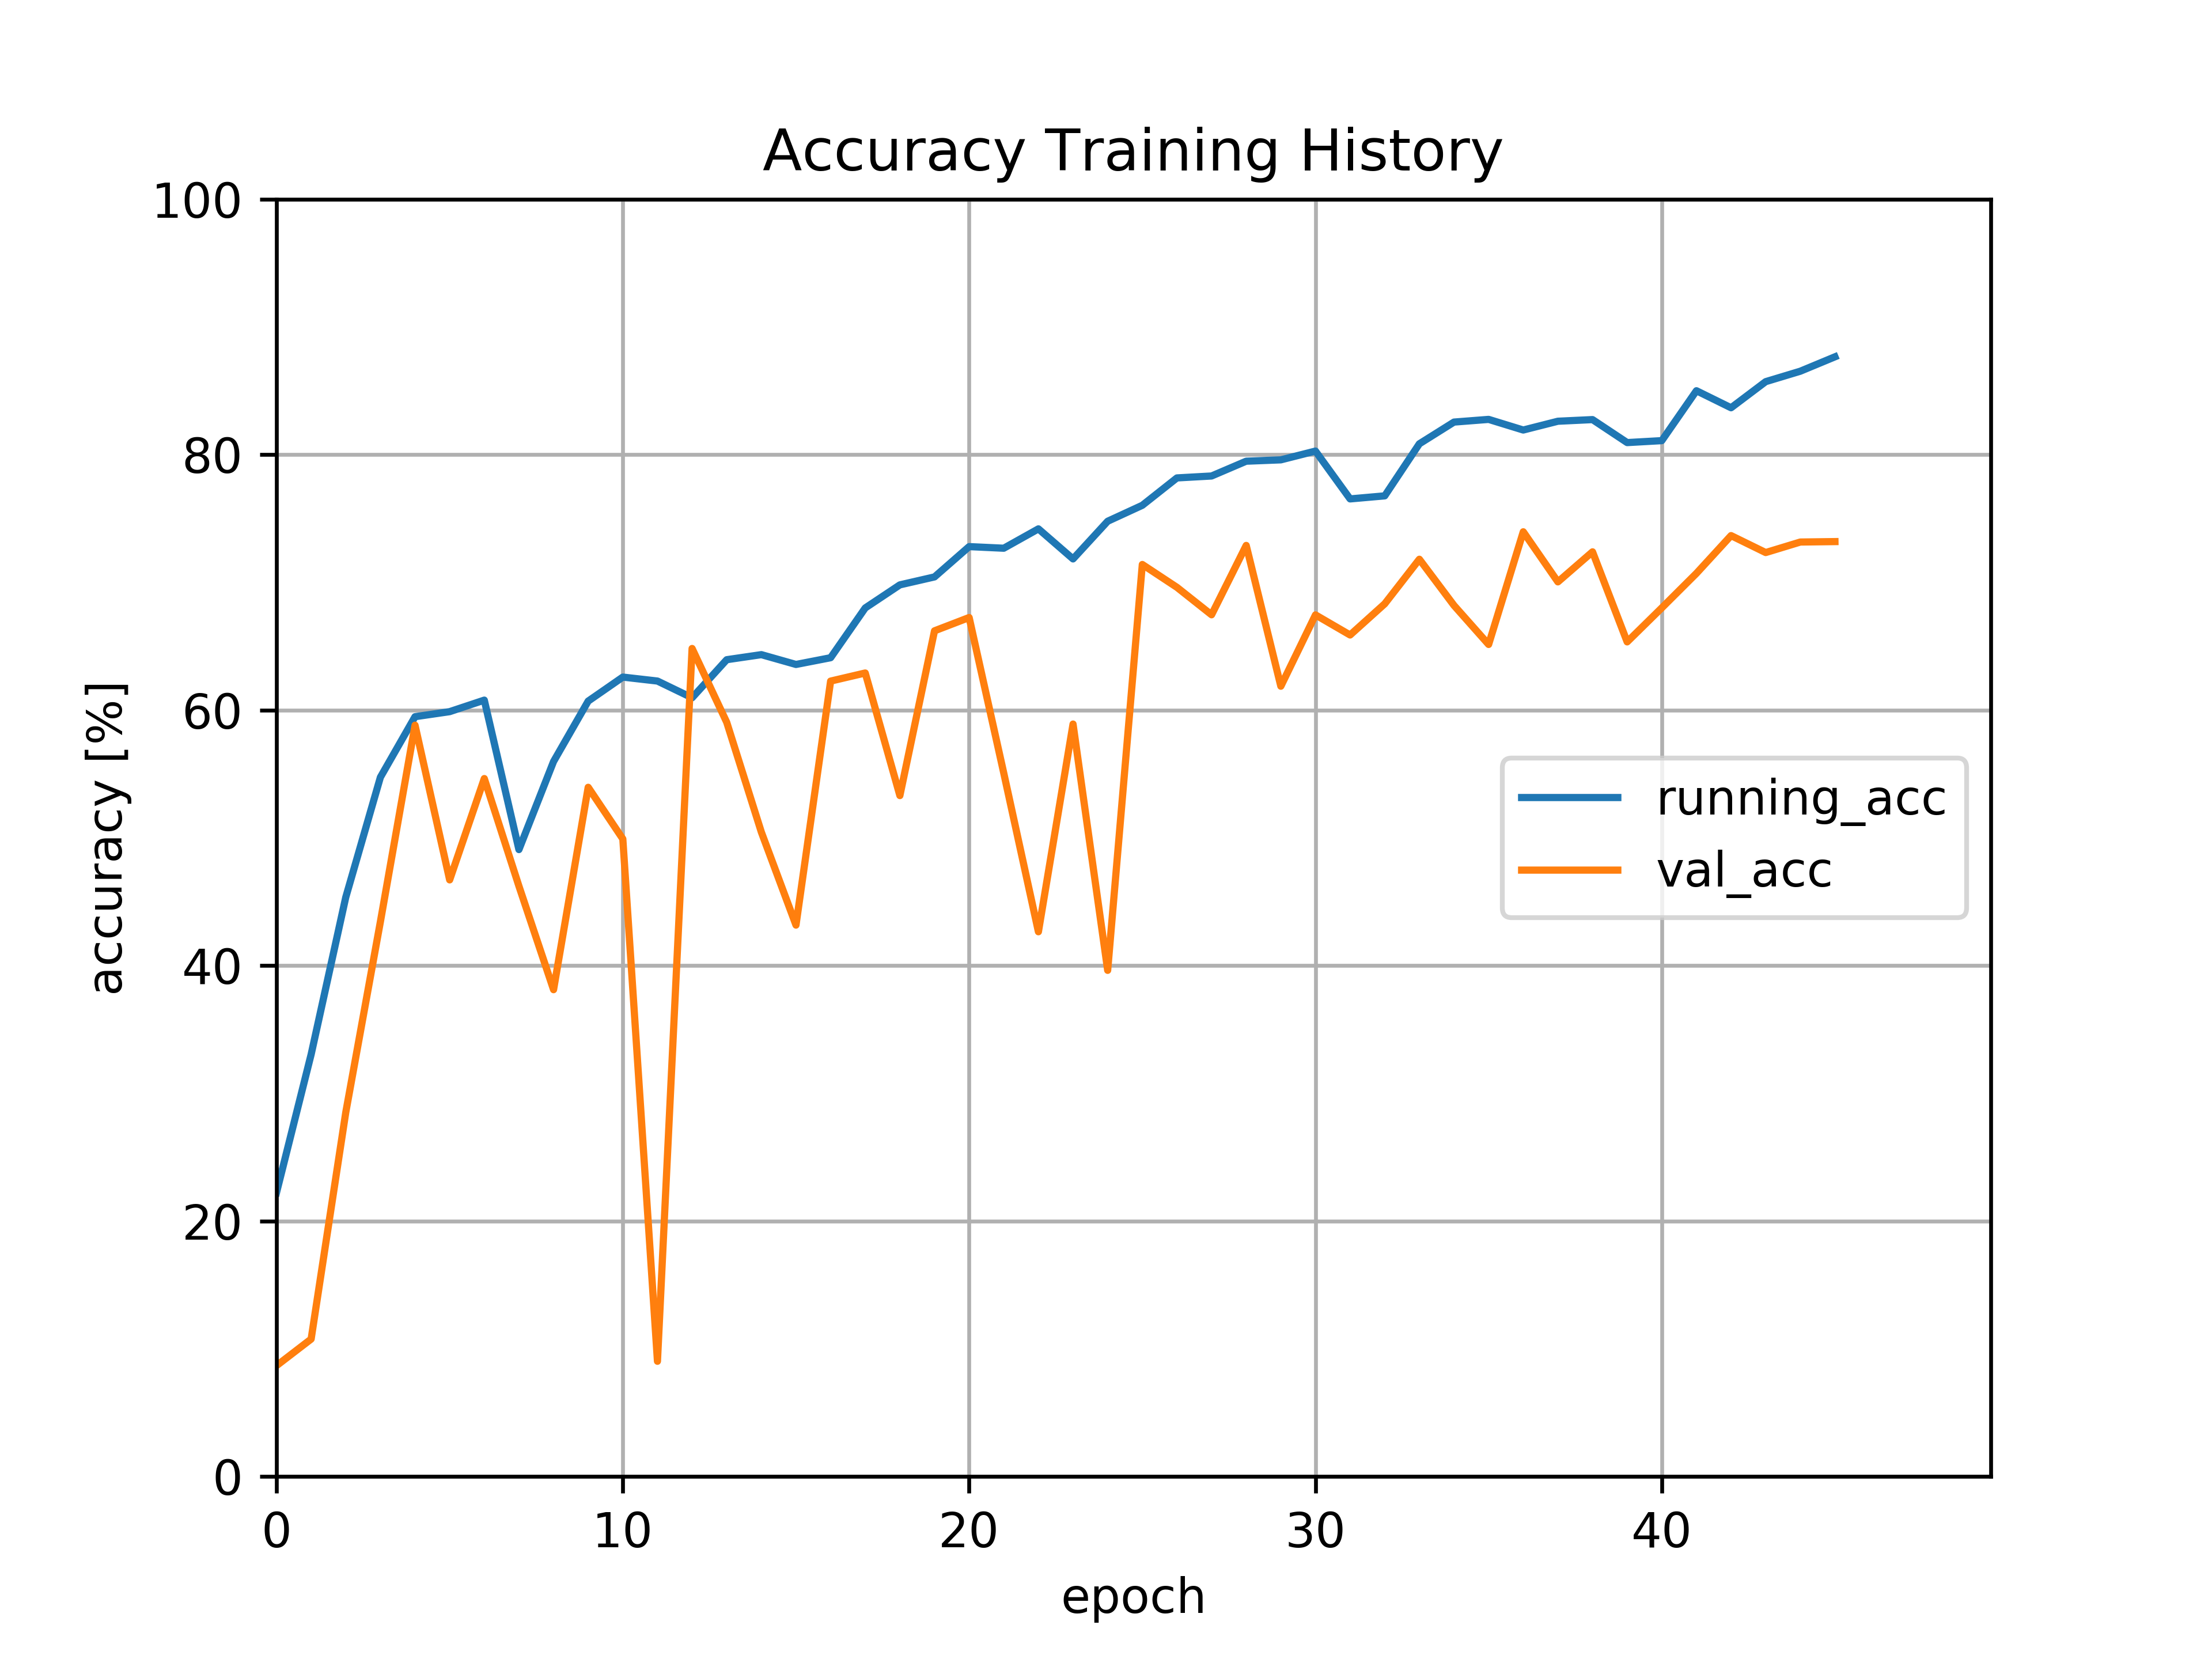 Accuracy Training History
100
80
60
40
20
0
accuracy [%]
running_acc
val_acc
0 10 20 30 40
epoch